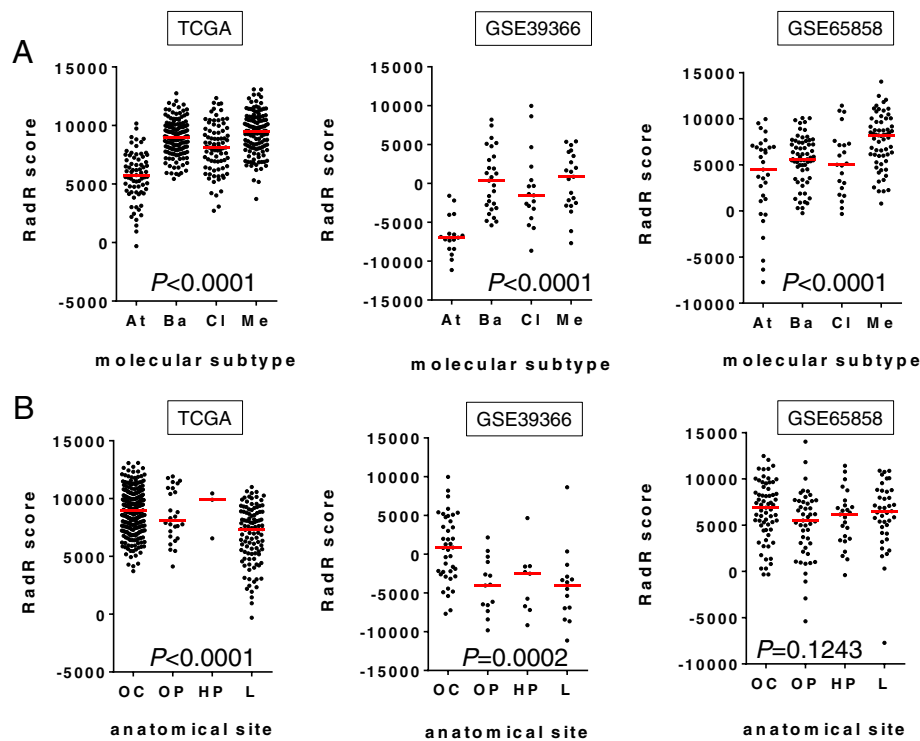 TCGA
GSE39366
GSE65858
A
15000
10000
5000
0
-5000
RadR score
P<0.0001
At Ba Cl Me
molecular subtype
15000
10000
5000
0
-5000
-10000
-15000
RadR score
P<0.0001
At Ba Cl Me
molecular subtype
15000
10000
5000
0
-5000
-10000
RadR score
P<0.0001
At Ba Cl Me
molecular subtype
B
TCGA
GSE39366
GSE65858
15000
10000
5000
0
-5000
RadR score
P<0.0001
OC OP HP L
anatomical site
15000
10000
5000
0
-5000
-10000
-15000
RadR score
P=0.0002
OC OP HP L
anatomical site
15000
10000
5000
0
-5000
-10000
RadR score
P=0.1243
OC OP HP L
anatomical site